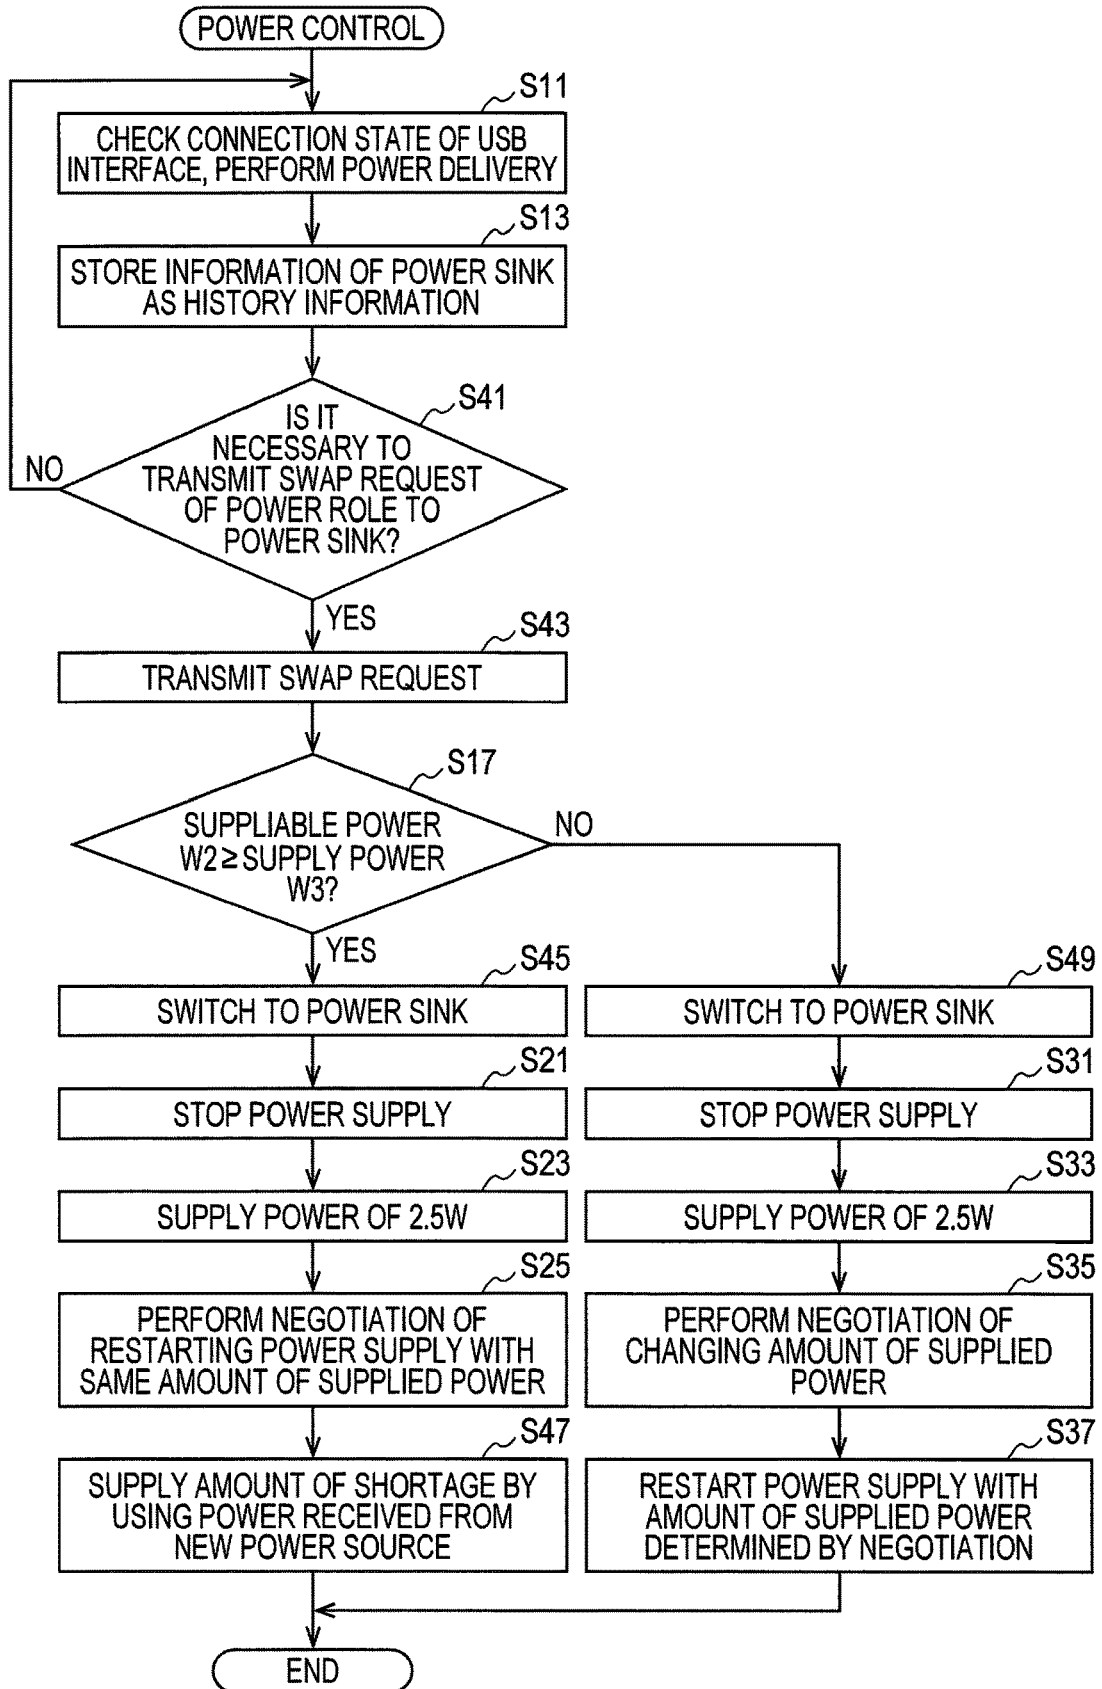 POWER CONTROL
S11
CHECK CONNECTION STATE OF USB
INTERFACE, PERFORM POWER DELIVERY
S13
STORE INFORMATION OF POWER SINK
AS HISTORY INFORMATION
S41
IS IT
NECESSARY TO
TRANSMIT SWAP REQUEST
OF POWER ROLE TO
POWER SINK?
NO
YES
S43
TRANSMIT SWAP REQUEST
S17
SUPPLIABLE POWER
W2≥SUPPLY POWER
W3?
NO
YES
S45
SWITCH TO POWER SINK
S21
STOP POWER SUPPLY
S23
SUPPLY POWER OF 2.5W
S25
PERFORM NEGOTIATION OF
RESTARTING POWER SUPPLY WITH
SAME AMOUNT OF SUPPLIED POWER
S47
SUPPLY AMOUNT OF SHORTAGE BY
USING POWER RECEIVED FROM
NEW POWER SOURCE
S49
SWITCH TO POWER SINK
S31
STOP POWER SUPPLY
S33
SUPPLY POWER OF 2.5W
S35
PERFORM NEGOTIATION OF
CHANGING AMOUNT OF SUPPLIED
POWER
S37
RESTART POWER SUPPLY WITH
AMOUNT OF SUPPLIED POWER
DETERMINED BY NEGOTIATION
END